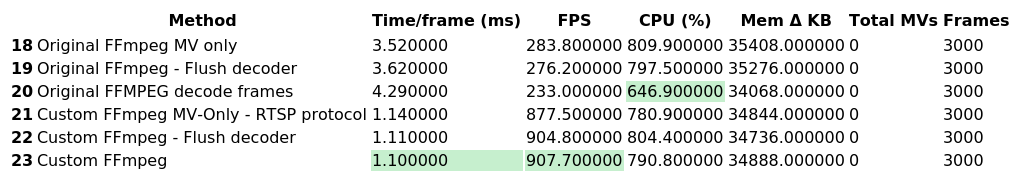 Method Time/frame (ms) FPS CPU (%) Mem Δ KB Total MVs Frames
18 Original FFmpeg MV only 3.520000 283.800000 809.900000 35408.000000 0 3000
19 Original FFmpeg - Flush decoder 3.620000 276.200000 797.500000 35276.000000 0 3000
20 Original FFMPEG decode frames 4.290000 233.000000 646.900000 34068.000000 0 3000
21 Custom FFmpeg MV-Only - RTSP protocol 1.140000 877.500000 780.900000 34844.000000 0 3000
22 Custom FFmpeg - Flush decoder 1.110000 904.800000 804.400000 34736.000000 0 3000
23 Custom FFmpeg 1.100000 907.700000 790.800000 34888.000000 0 3000